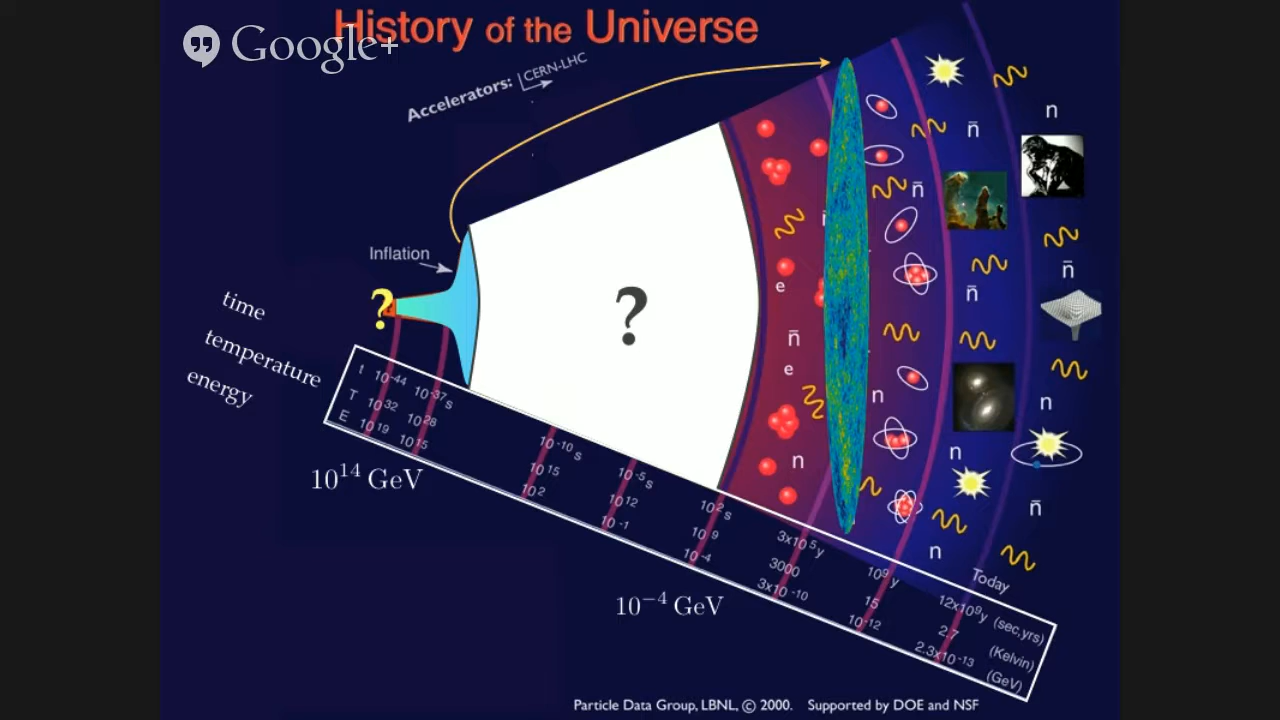 History of the Universe
Google+
Accelerators: CERN-LHC
Inflation
?
?
time
temperature
energy
t 10-44 10-37s 10-10s 10-5s 10²s 3x10⁵y 10⁹y 12x10⁹y (sec,yrs)
T 10³² 10²⁸ 10¹⁵ 10¹² 10⁹ 3000 15 2.7 (Kelvin)
E 10¹⁹ 10¹⁵ 10² 10-1 10-4 3x10-10 10-12 2.3x10-13 (GeV)
Today
10¹⁴ GeV
10⁻⁴ GeV
n
n̄
n̄
e
n̄
n̄
n̄
e
n
n
n
n
n̄
n
Particle Data Group, LBNL, © 2000. Supported by DOE and NSF